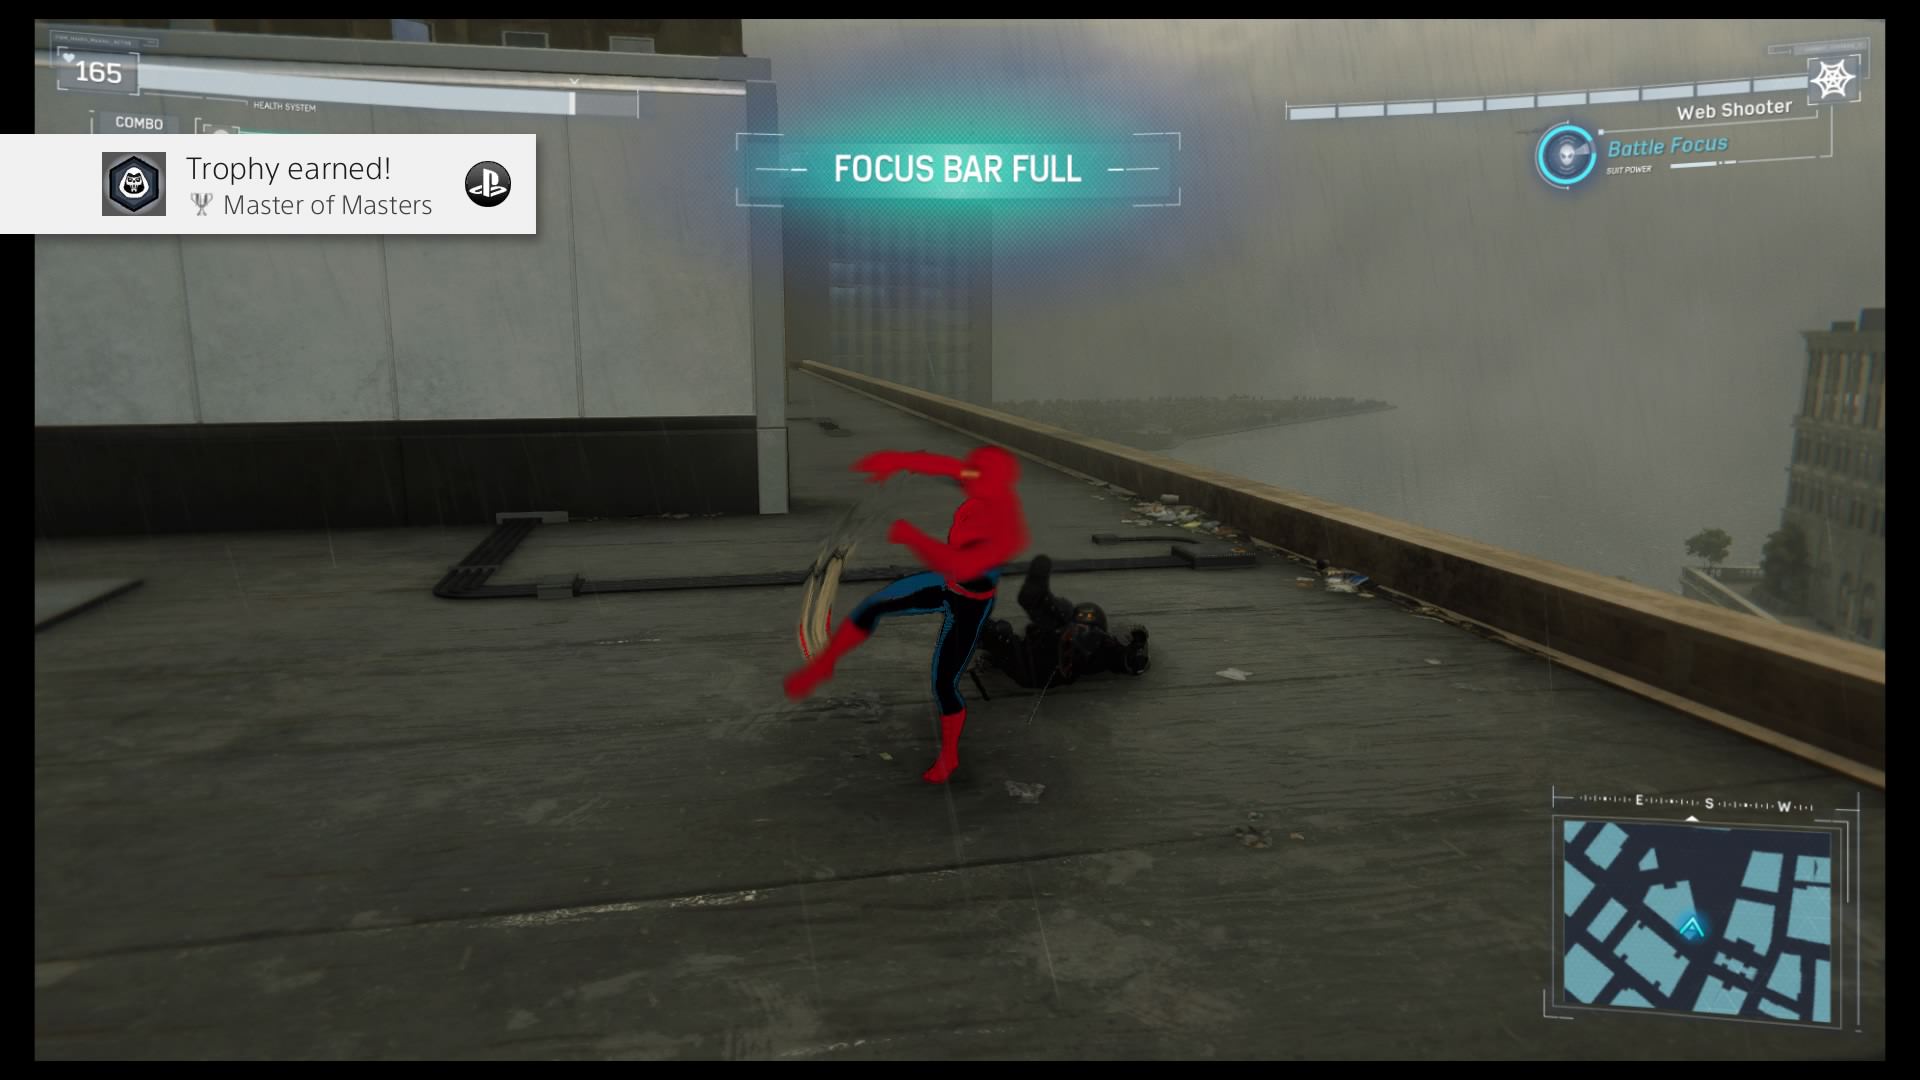 165
HEALTH SYSTEM
COMBO
Trophy earned!
Master of Masters
FOCUS BAR FULL
Web Shooter
Battle Focus
SUIT POWER
E S W